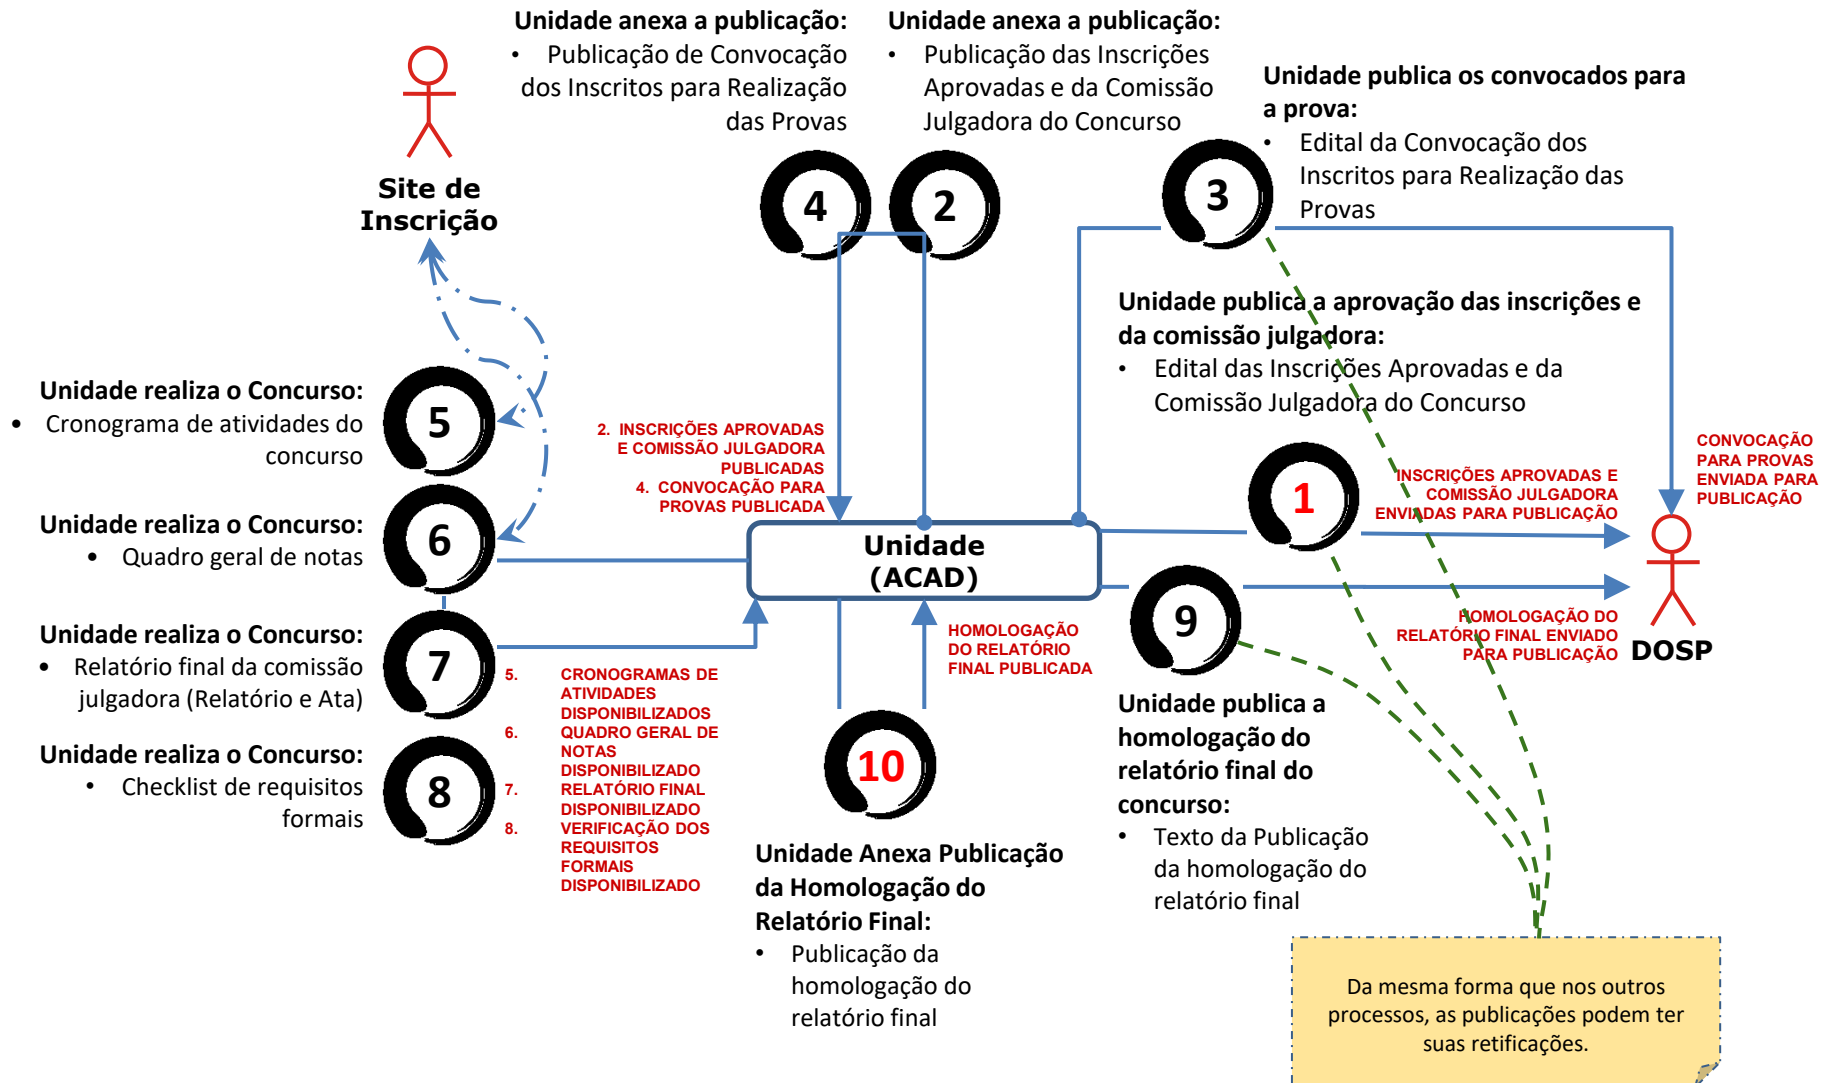 Unidade anexa a publicação:
• Publicação de Convocação
dos Inscritos para Realização
das Provas
4
Unidade anexa a publicação:
• Publicação das Inscrições
Aprovadas e da Comissão
Julgadora do Concurso
2
Unidade publica os convocados para
a prova:
• Edital da Convocação dos
Inscritos para Realização das
Provas
3
Site de
Inscrição
Unidade publica a aprovação das inscrições e
da comissão julgadora:
• Edital das Inscrições Aprovadas e da
Comissão Julgadora do Concurso
1
Unidade realiza o Concurso:
• Cronograma de atividades do
concurso
5
2. INSCRIÇÕES APROVADAS
E COMISSÃO JULGADORA
PUBLICADAS
4. CONVOCAÇÃO PARA
PROVAS PUBLICADA
INSCRIÇÕES APROVADAS E
COMISSÃO JULGADORA
ENVIADAS PARA PUBLICAÇÃO
CONVOCAÇÃO
PARA PROVAS
ENVIADA PARA
PUBLICAÇÃO
Unidade realiza o Concurso:
• Quadro geral de notas
6
Unidade
(ACAD)
Unidade realiza o Concurso:
• Relatório final da comissão
julgadora (Relatório e Ata)
7
HOMOLOGAÇÃO
DO RELATÓRIO
FINAL PUBLICADA
9
HOMOLOGAÇÃO DO
RELATÓRIO FINAL ENVIADO
PARA PUBLICAÇÃO
DOSP
Unidade realiza o Concurso:
• Checklist de requisitos
formais
8
5. CRONOGRAMAS DE
ATIVIDADES
DISPONIBILIZADOS
6. QUADRO GERAL DE
NOTAS
DISPONIBILIZADO
7. RELATÓRIO FINAL
DISPONIBILIZADO
8. VERIFICAÇÃO DOS
REQUISITOS
FORMAIS
DISPONIBILIZADO
10
Unidade Anexa Publicação
da Homologação do
Relatório Final:
• Publicação da
homologação do
relatório final
Unidade publica a
homologação do
relatório final do
concurso:
• Texto da Publicação
da homologação do
relatório final
Da mesma forma que nos outros
processos, as publicações podem ter
suas retificações.